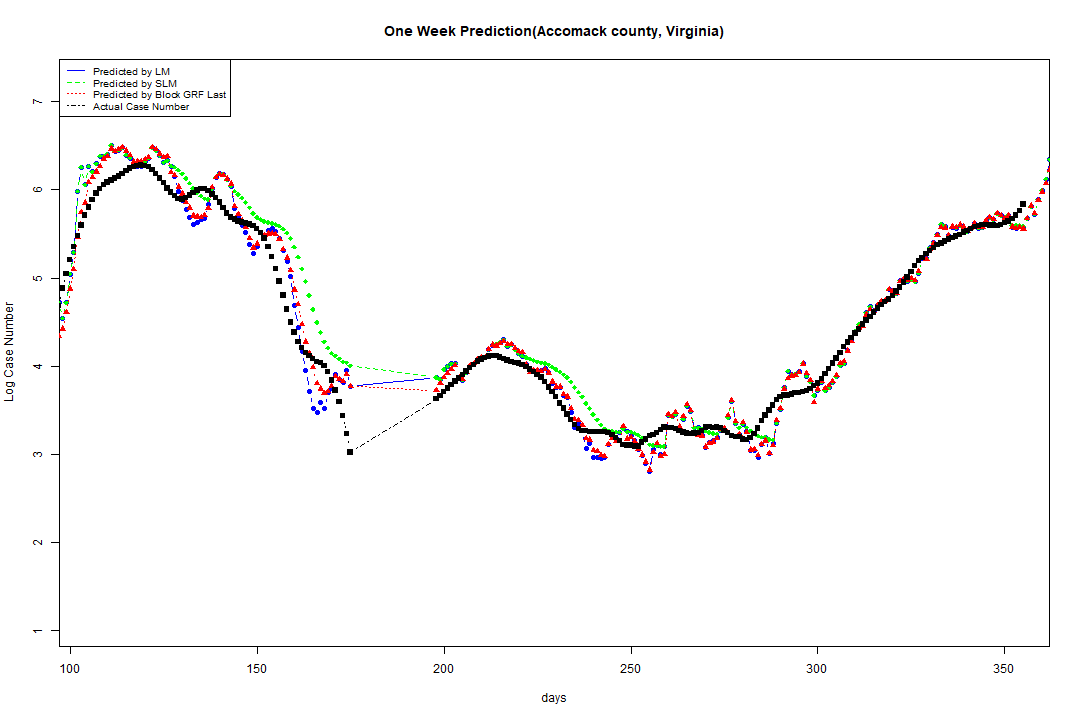 One Week Prediction(Accomack county, Virginia)
Predicted by LM
Predicted by SLM
Predicted by Block GRF Last
Actual Case Number
7
6
5
4
3
2
1
Log Case Number
100 150 200 250 300 350
days